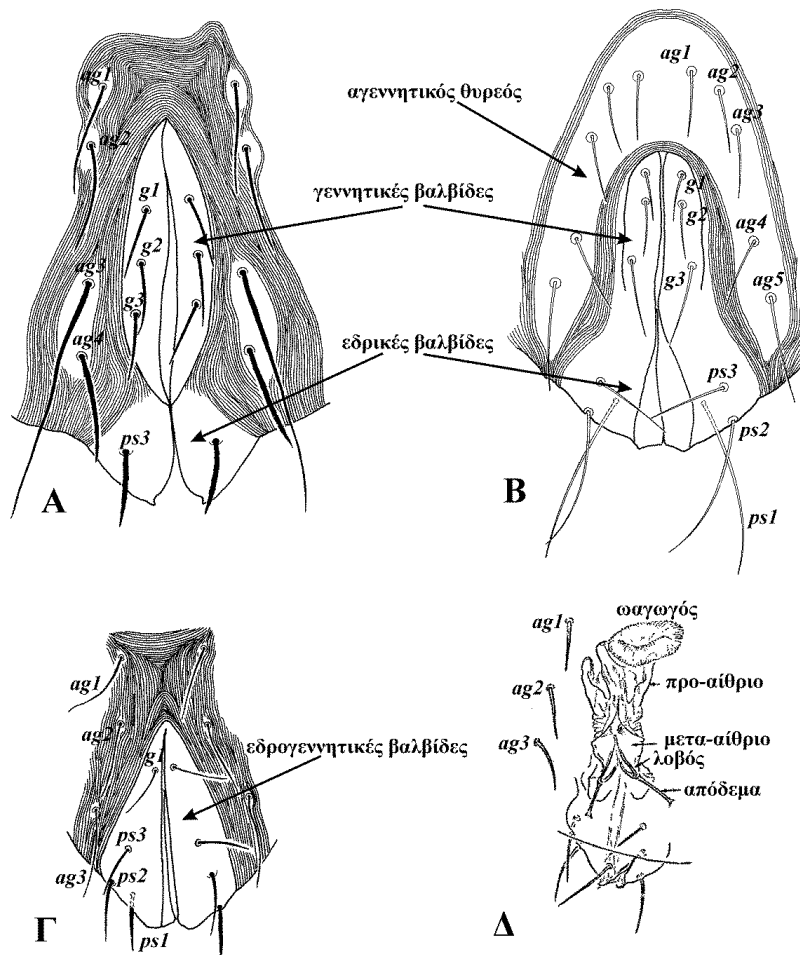 ag1
ag2
g1
g2
ag3
g3
ag4
ps3
Α
ag1
ag2
ag3
αγεννητικός θυρεός
γεννητικές βαλβίδες
g1
g2
ag4
g3
ag5
εδρικές βαλβίδες
ps3
ps2
ps1
Β
ag1
ag2
g1
εδρογεννητικές βαλβίδες
ps3
ag3
ps2
ps1
Γ
ωαγωγός
ag1
προ-αίθριο
ag2
ag3
μετα-αίθριο
λοβός
απόδεμα
Δ